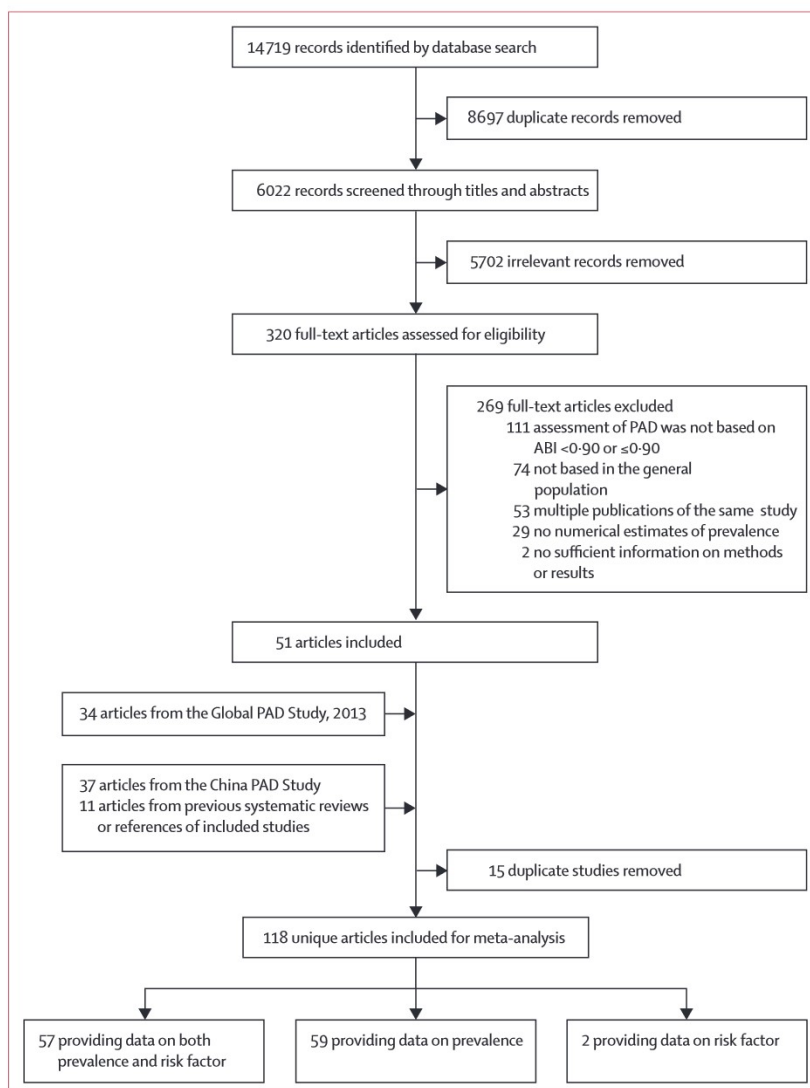 14719 records identified by database search
8697 duplicate records removed
6022 records screened through titles and abstracts
5702 irrelevant records removed
320 full-text articles assessed for eligibility
269 full-text articles excluded
111 assessment of PAD was not based on
ABI <0·90 or ≤0·90
74 not based in the general
population
53 multiple publications of the same study
29 no numerical estimates of prevalence
2 no sufficient information on methods
or results
51 articles included
34 articles from the Global PAD Study, 2013
37 articles from the China PAD Study
11 articles from previous systematic reviews
or references of included studies
15 duplicate studies removed
118 unique articles included for meta-analysis
57 providing data on both
prevalence and risk factor
59 providing data on prevalence
2 providing data on risk factor